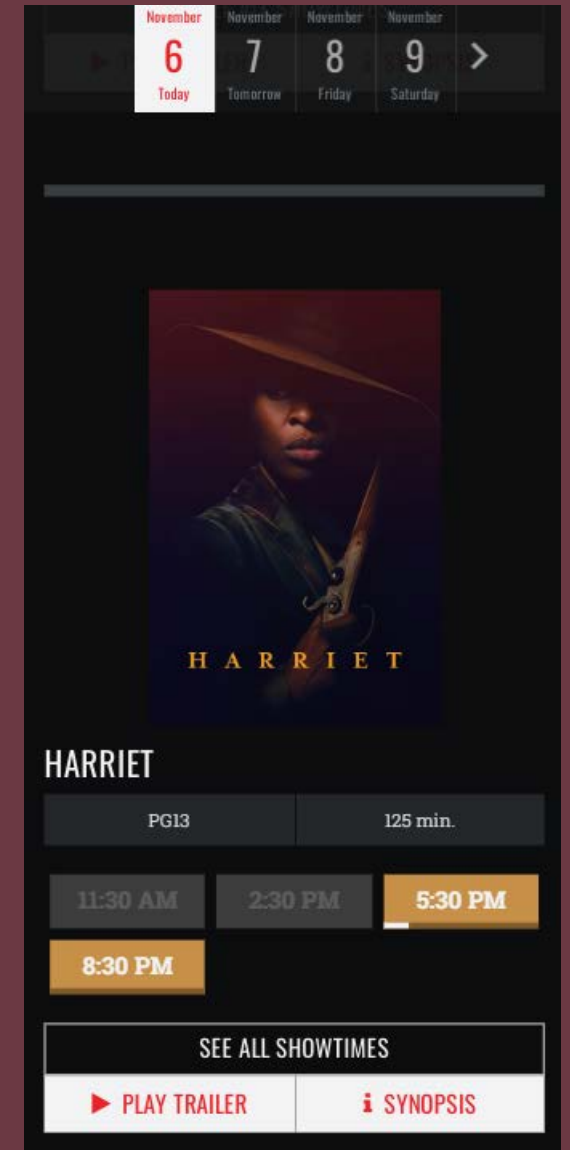 November November November November
6 7 8 9
Today Tomorrow Friday Saturday
HARRIET
HARRIET
PG13 125 min.
11:30 AM 2:30 PM 5:30 PM
8:30 PM
SEE ALL SHOWTIMES
PLAY TRAILER SYNOPSIS